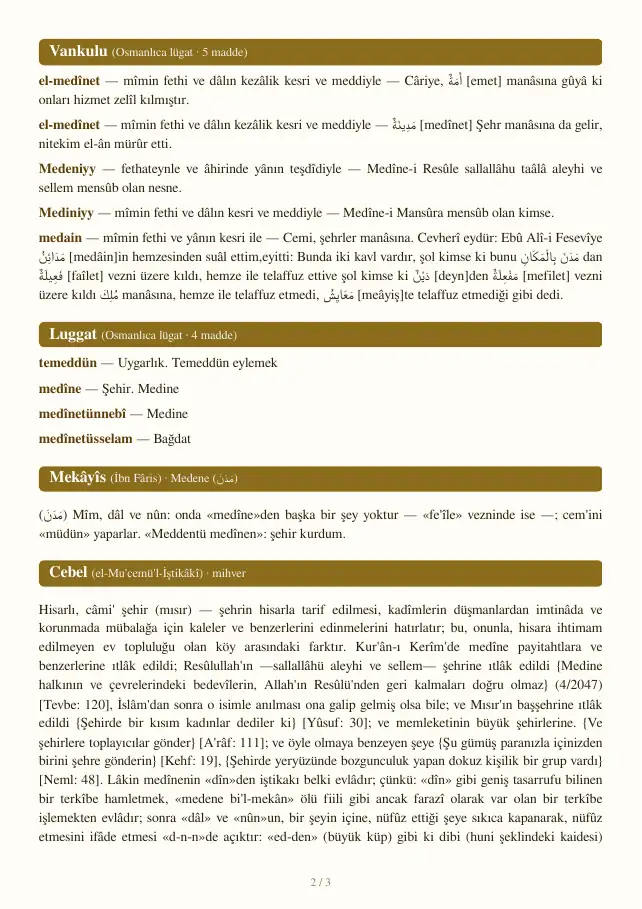 Vankulu (Osmanlıca lügat · 5 madde)
el-medînet — mîmin fethi ve dâlın kezâlik kesri ve meddiyle — Câriye, أَمَةٌ [emet] manâsına gûyâ ki
onları hizmet zelîl kılmıştır.
el-medînet — mîmin fethi ve dâlın kezâlik kesri ve meddiyle — مَدِينَةٌ [medînet] Şehr manâsına da gelir,
nitekim el-ân mürûr etti.
Medeniyy — fethateynle ve âhirinde yânın teşdîdiyle — Medîne-i Resûle sallallâhu taâlâ aleyhi ve
sellem mensûb olan nesne.
Mediniyy — mîmin fethi ve dâlın kesri ve meddiyle — Medîne-i Mansûra mensûb olan kimse.
medain — mîmin fethi ve yânın kesri ile — Cemi, şehrler manâsına. Cevherî eydür: Ebû Alî-i Fesevîye
مَدَائِنُ [medâin]in hemzesinden suâl ettim,eyitti: Bunda iki kavl vardır, şol kimse ki bunu مَدَنَ بِالْمَكَانِ dan
فَعِيلَةٌ [faîlet] vezni üzere kıldı, hemze ile telaffuz ettive şol kimse ki دَيْنٌ [deyn]den مَفْعِلَةٌ [mefilet] vezni
üzere kıldı مُلِكَ manâsına, hemze ile telaffuz etmedi, مَعَايِشُ [meâyiş]te telaffuz etmediği gibi dedi.
Luggat (Osmanlıca lügat · 4 madde)
temeddün — Uygarlık. Temeddün eylemek
medîne — Şehir. Medine
medînetünnebî — Medine
medînetüsselam — Bağdat
Mekâyîs (İbn Fâris) · Medene (مَدَنَ)
(مَدَنَ) Mîm, dâl ve nûn: onda «medîne»den başka bir şey yoktur — «fe'île» vezninde ise —; cem'ini
«müdün» yaparlar. «Meddentü medînen»: şehir kurdum.
Cebel (el-Mu'cemü'l-İştikâkî) · mihver
Hisarlı, câmi' şehir (mısır) — şehrin hisarla tarif edilmesi, kadîmlerin düşmanlardan imtinâda ve
korunmada mübalağa için kaleler ve benzerlerini edinmelerini hatırlatır; bu, onunla, hisara ihtimam
edilmeyen ev topluluğu olan köy arasındaki farktır. Kur'ân-ı Kerîm'de medîne payitahtlara ve
benzerlerine ıtlâk edildi; Resûlullah'ın —sallallâhü aleyhi ve sellem— şehrine ıtlâk edildi {Medine
halkının ve çevrelerindeki bedevîlerin, Allah'ın Resûlü'nden geri kalmaları doğru olmaz} (4/2047)
[Tevbe: 120], İslâm'dan sonra o isimle anılması ona galip gelmiş olsa bile; ve Mısır'ın başşehrine ıtlâk
edildi {Şehirde bir kısım kadınlar dediler ki} [Yûsuf: 30]; ve memleketinin büyük şehirlerine. {Ve
şehirlere toplayıcılar gönder} [A'râf: 111]; ve öyle olmaya benzeyen şeye {Şu gümüş paranızla içinizden
birini şehre gönderin} [Kehf: 19], {Şehirde yeryüzünde bozgunculuk yapan dokuz kişilik bir grup vardı}
[Neml: 48]. Lâkin medînenin «dîn»den iştikakı belki evlâdır; çünkü: «dîn» gibi geniş tasarrufu bilinen
bir terkîbe hamletmek, «medene bi'l-mekân» ölü fiili gibi ancak farazî olarak var olan bir terkîbe
işlemekten evlâdır; sonra «dâl» ve «nûn»un, bir şeyin içine, nüfûz ettiği şeye sıkıca kapanarak, nüfûz
etmesini ifâde etmesi «d-n-n»de açıktır: «ed-den» (büyük küp) gibi ki dibi (huni şeklindeki kaidesi)
2 / 3